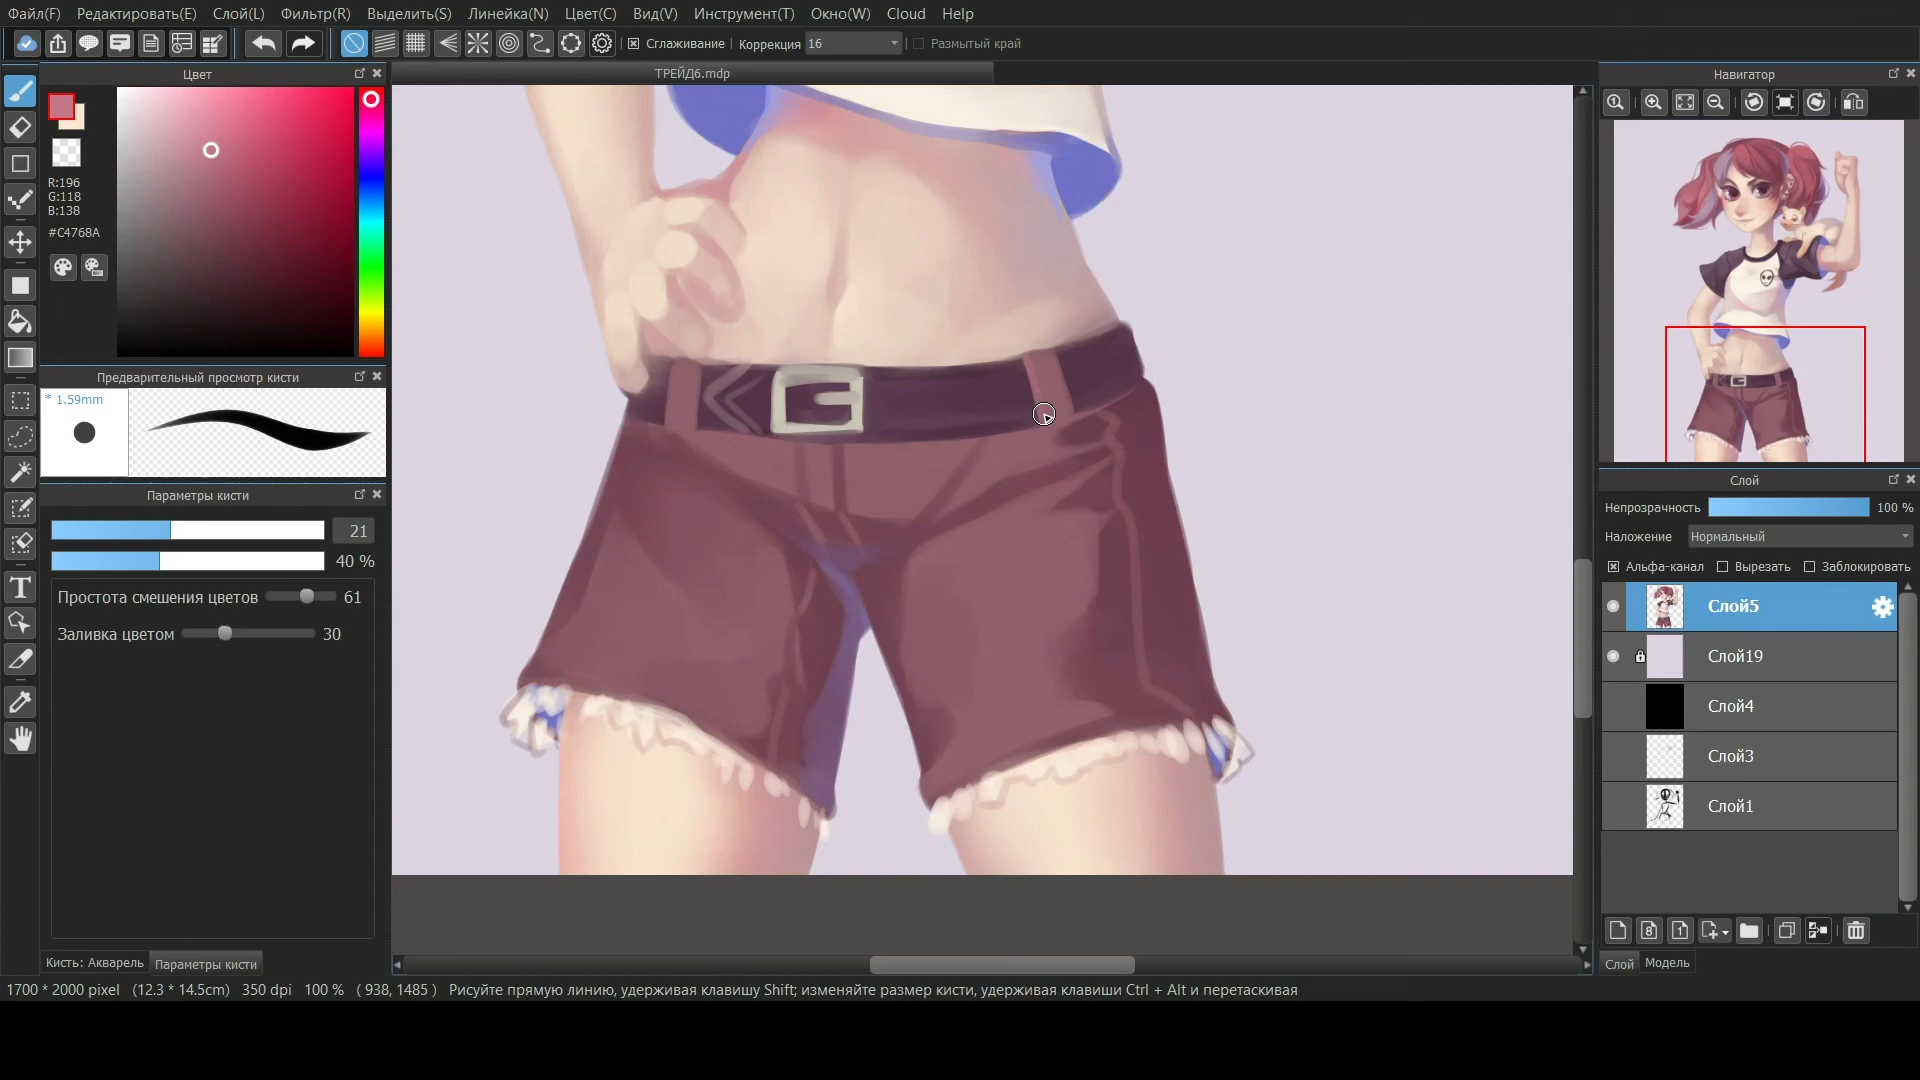 Файл(F) Редактировать(E) Слой(L) Фильтр(R) Выделить(S) Линейка(N) Цвет(C) Вид(V) Инструмент(T) Окно(W) Cloud Help
Сглаживание Коррекция 16 Размытый край
Цвет
ТРЕЙД6.mdp
Навигатор
R:196
G:118
B:138
#C4768A
Предварительный просмотр кисти
* 1.59mm
Параметры кисти
21
40 %
Простота смешения цветов 61
Заливка цветом 30
Слой
Непрозрачность 100 %
Наложение Нормальный
Альфа-канал Вырезать Заблокировать
Слой5
Слой19
Слой4
Слой3
Слой1
Кисть: Акварель Параметры кисти
Слой Модель
1700 * 2000 pixel (12.3 * 14.5cm) 350 dpi 100 % ( 938, 1485 ) Рисуйте прямую линию, удерживая клавишу Shift; изменяйте размер кисти, удерживая клавиши Ctrl + Alt и перетаскивая